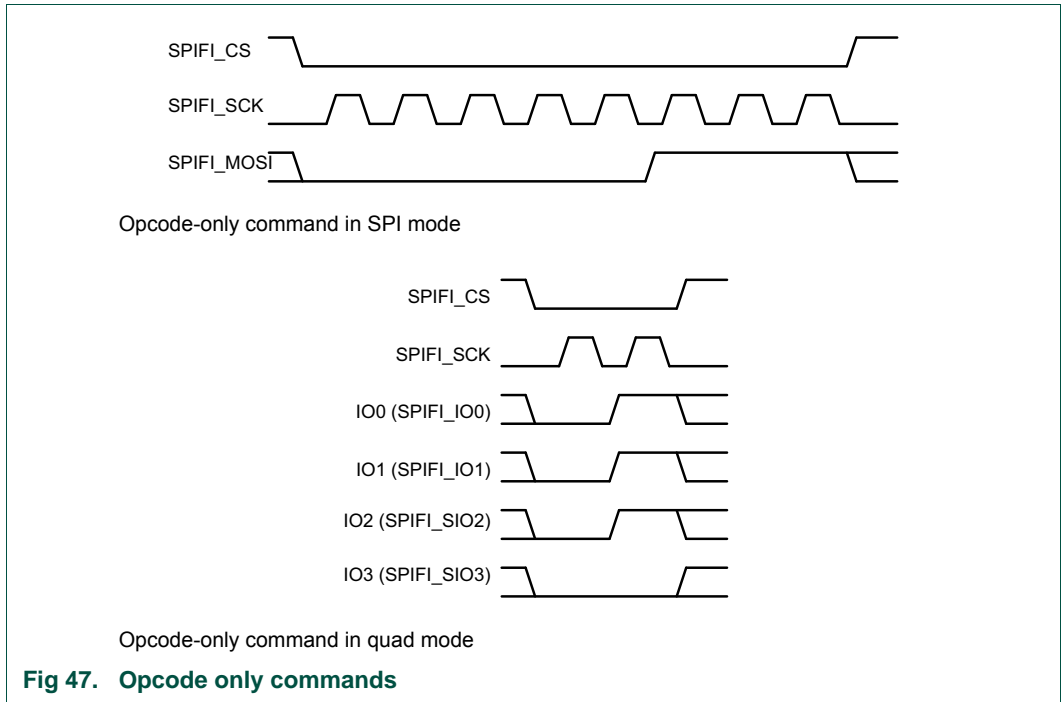 SPIFI_CS
SPIFI_SCK
SPIFI_MOSI
Opcode-only command in SPI mode
SPIFI_CS
SPIFI_SCK
IO0 (SPIFI_IO0)
IO1 (SPIFI_IO1)
IO2 (SPIFI_SIO2)
IO3 (SPIFI_SIO3)
Opcode-only command in quad mode
Fig 47. Opcode only commands